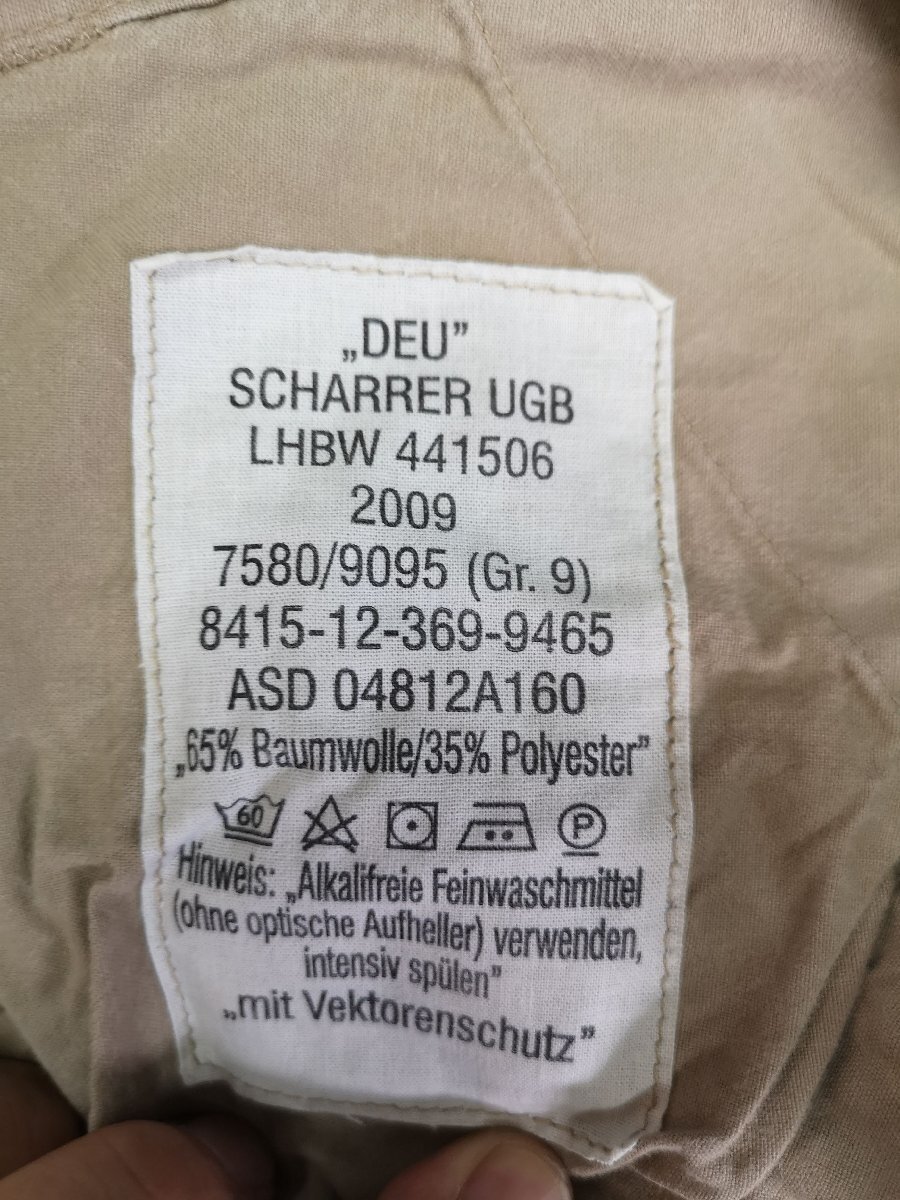 „DEU”
SCHARRER UGB
LHBW 441506
2009
7580/9095 (Gr. 9)
8415-12-369-9465
ASD 04812A160
„65% Baumwolle/35% Polyester”
60 P
Hinweis: „Alkalifreie Feinwaschmittel
(ohne optische Aufheller) verwenden,
intensiv spülen”
„mit Vektorenschutz”